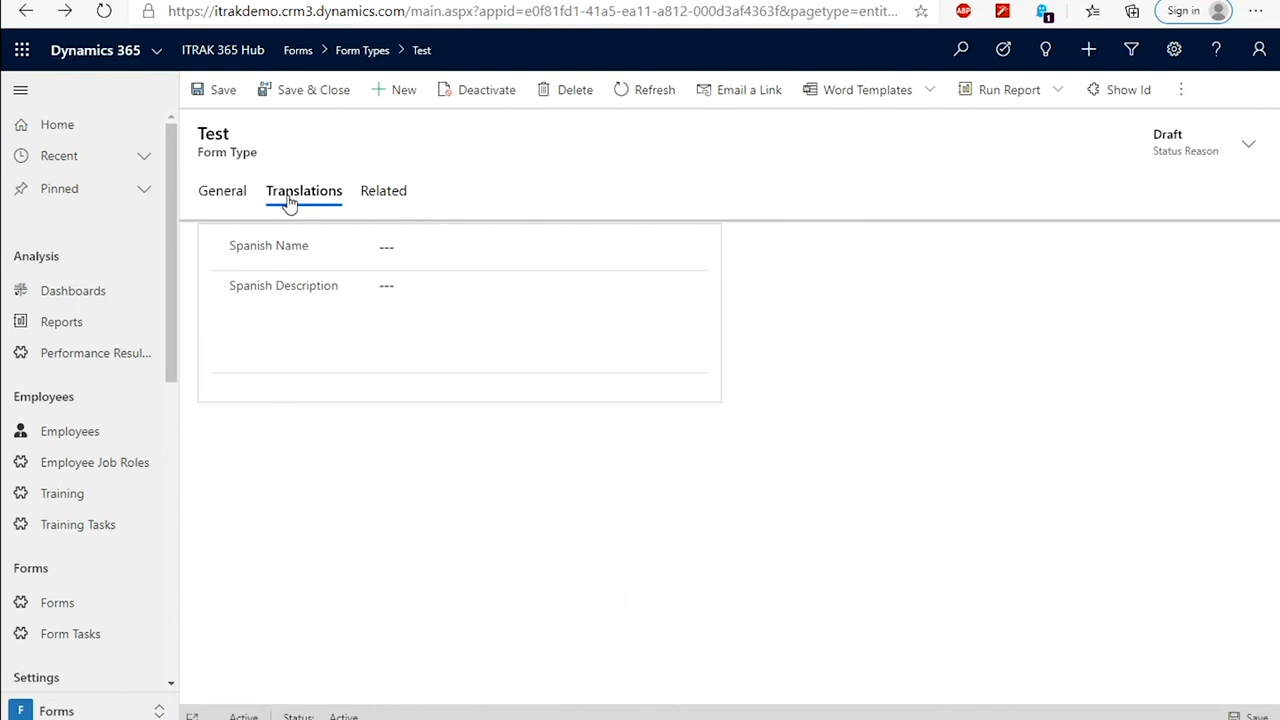 https://itrakdemo.crm3.dynamics.com/main.aspx?appid=e0f81fd1-41a5-ea11-a812-000d3af4363f&pagetype=entit...
ABP
1
Sign in
Dynamics 365
ITRAK 365 Hub
Forms > Form Types > Test
Save
Save & Close
New
Deactivate
Delete
Refresh
Email a Link
Word Templates
Run Report
Show Id
Home
Recent
Pinned
Analysis
Dashboards
Reports
Performance Resul...
Employees
Employees
Employee Job Roles
Training
Training Tasks
Forms
Forms
Form Tasks
Settings
F Forms
Test
Form Type
Draft
Status Reason
General
Translations
Related
Spanish Name ---
Spanish Description ---
Active
Status: Active
Save